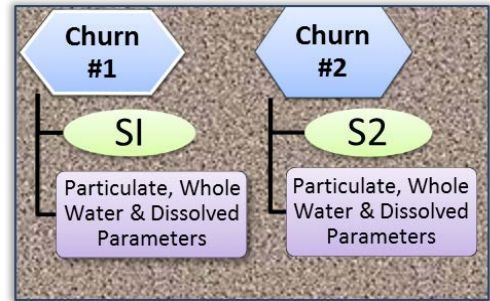 Churn
#1
SI
Particulate, Whole
Water & Dissolved
Parameters
Churn
#2
S2
Particulate, Whole
Water & Dissolved
Parameters